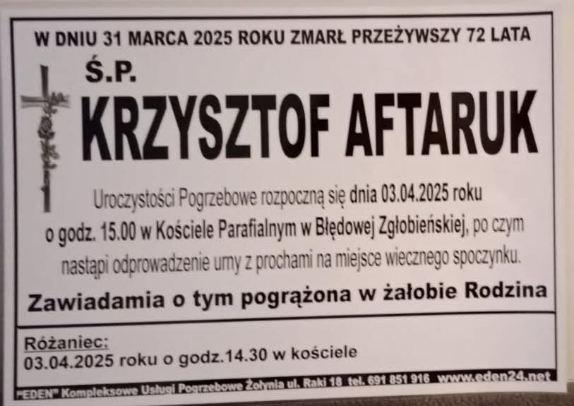 W DNIU 31 MARCA 2025 ROKU ZMARŁ PRZEŻYWSZY 72 LATA
Ś.P.
KRZYSZTOF AFTARUK
Uroczystości Pogrzebowe rozpoczną się dnia 03.04.2025 roku
o godz. 15.00 w Kościele Parafialnym w Błędowej Zgłobieńskiej, po czym
nastąpi odprowadzenie urny z prochami na miejsce wiecznego spoczynku.
Zawiadamia o tym pogrążona w żałobie Rodzina
Różaniec:
03.04.2025 roku o godz.14.30 w kościele
"EDEN" Kompleksowe Usługi Pogrzebowe Żołynia ul. Raki 18 tel. 691 851 916 www.eden24.net